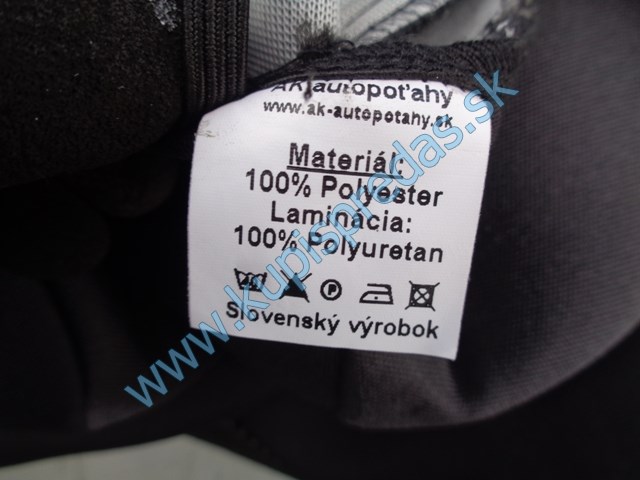 AK autopoťahy
www.ak-autopotahy.sk
Materiál:
100% Polyester
Laminácia:
100% Polyuretan
P
Slovenský výrobok
www.kupispredas.sk